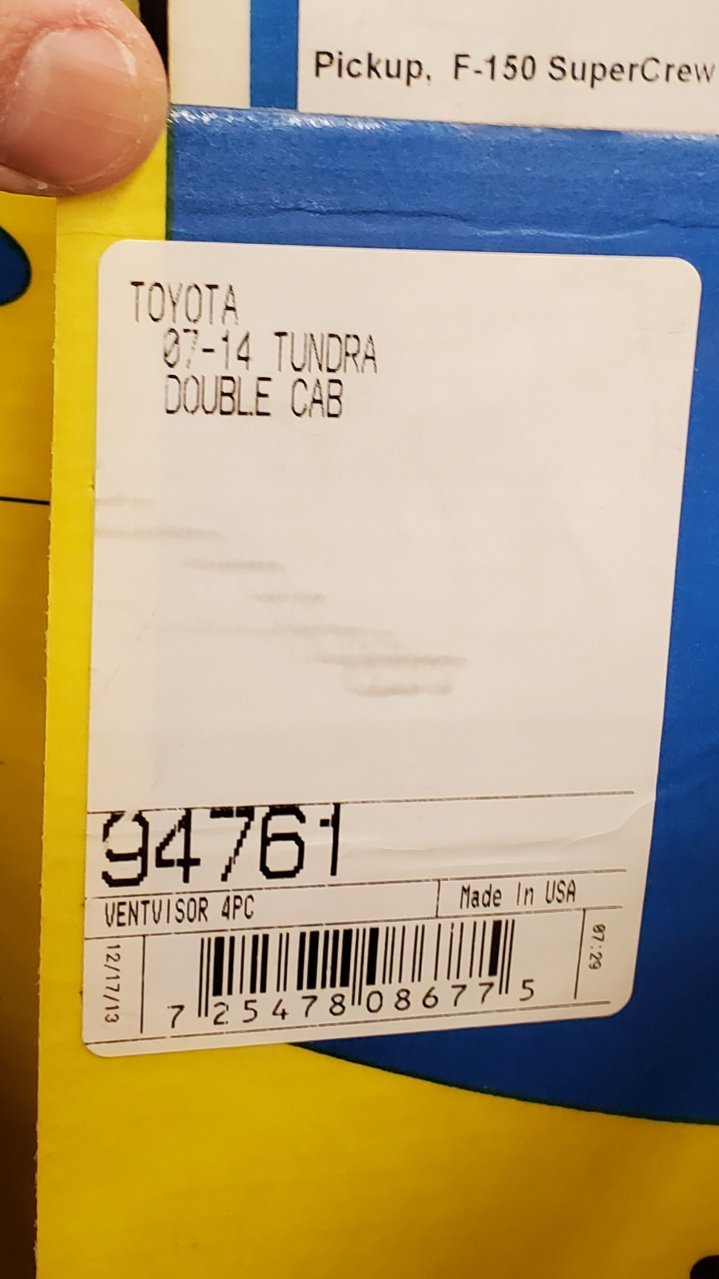 Pickup, F-150 SuperCrew
TOYOTA
07-14 TUNDRA
DOUBLE CAB
94761
VENTVISOR 4PC
Made In USA
12/17/13
07:29
7 25478 08677 5